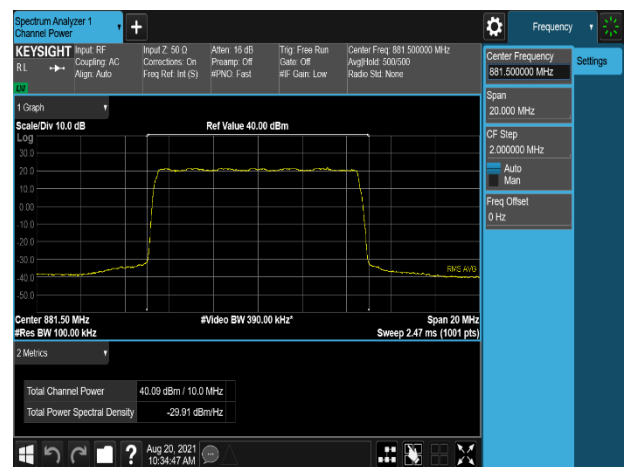 Spectrum Analyzer 1
Channel Power
+
Frequency
KEYSIGHT
RL
Input: RF
Coupling: AC
Align: Auto
Input Z: 50 Ω
Corrections: On
Freq Ref: Int (S)
Atten: 16 dB
Preamp: Off
#PNO: Fast
Trig: Free Run
Gate: Off
#IF Gain: Low
Center Freq: 881.500000 MHz
Avg|Hold: 500/500
Radio Std: None
Center Frequency
881.500000 MHz
Settings
Span
20.000 MHz
CF Step
2.000000 MHz
Auto
Man
Freq Offset
0 Hz
1 Graph
Scale/Div 10.0 dB
Ref Value 40.00 dBm
Log
30.0
20.0
10.0
0.00
-10.0
-20.0
-30.0
-40.0
-50.0
RMS AVG
Center 881.50 MHz
#Video BW 390.00 kHz*
Span 20 MHz
#Res BW 100.00 kHz
Sweep 2.47 ms (1001 pts)
2 Metrics
Total Channel Power
40.09 dBm / 10.0 MHz
Total Power Spectral Density
-29.91 dBm/Hz
?
Aug 20, 2021
10:34:47 AM